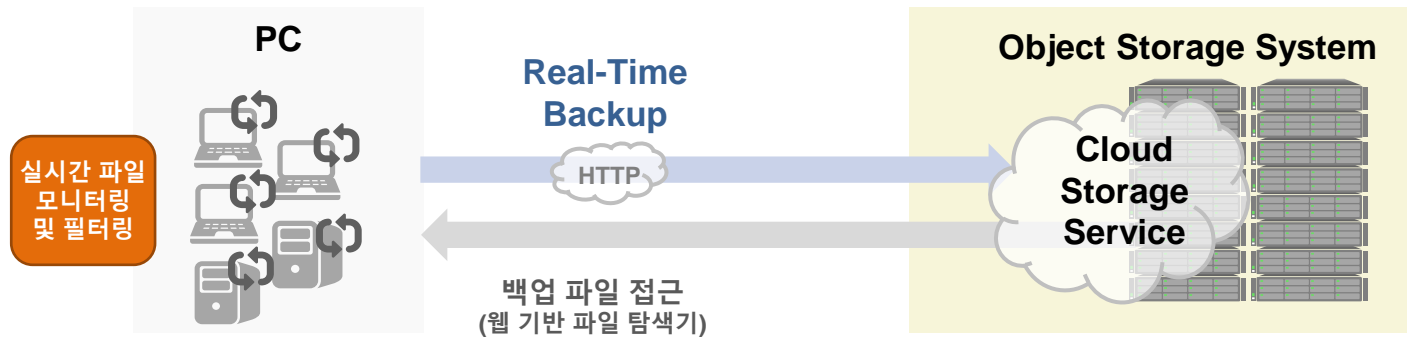 PC
실시간 파일
모니터링
및 필터링
Real-Time
Backup
HTTP
백업 파일 접근
(웹 기반 파일 탐색기)
Object Storage System
Cloud
Storage
Service